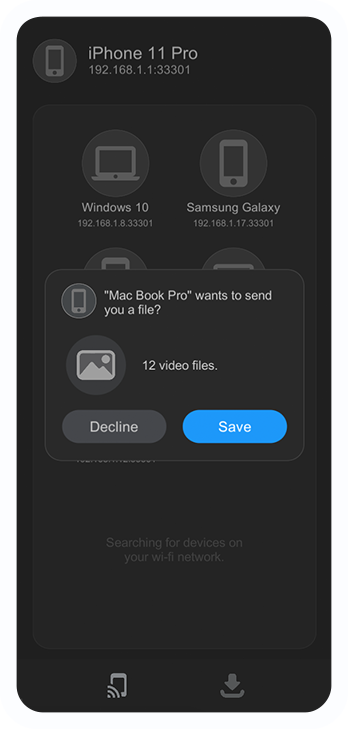 iPhone 11 Pro
192.168.1.1:33301
Windows 10
192.168.1.8.33301
Samsung Galaxy
192.168.1.17.33301
"Mac Book Pro" wants to send
you a file?
12 video files.
Decline
Save
Searching for devices on
your wi-fi network.